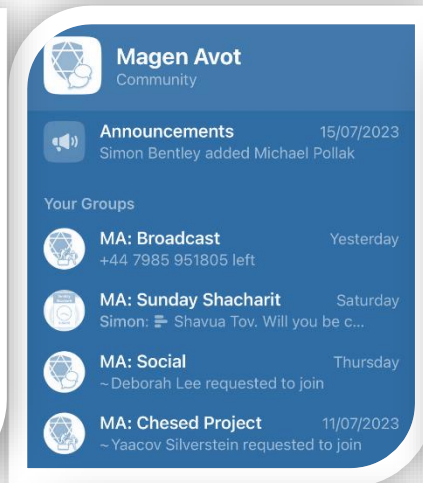 Magen Avot
Community
Announcements 15/07/2023
Simon Bentley added Michael Pollak
Your Groups
MA: Broadcast Yesterday
+44 7985 951805 left
MA: Sunday Shacharit Saturday
Simon: Shavua Tov. Will you be c...
MA: Social Thursday
~Deborah Lee requested to join
MA: Chesed Project 11/07/2023
~Yaacov Silverstein requested to join